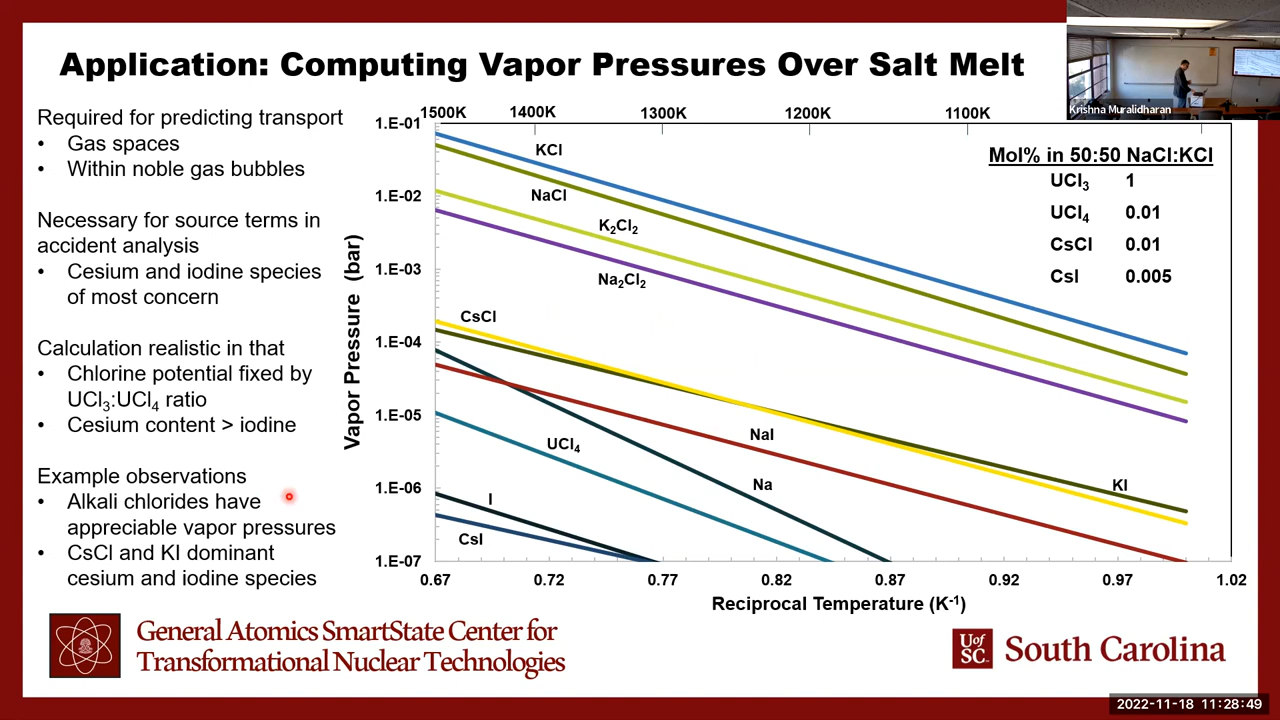 Application: Computing Vapor Pressures Over Salt Melt
Krishna Muralidharan
Required for predicting transport
• Gas spaces
• Within noble gas bubbles
Necessary for source terms in
accident analysis
• Cesium and iodine species
of most concern
Calculation realistic in that
• Chlorine potential fixed by
UCl₃:UCl₄ ratio
• Cesium content > iodine
Example observations
• Alkali chlorides have
appreciable vapor pressures
• CsCl and KI dominant
cesium and iodine species
1500K 1400K 1300K 1200K 1100K
Vapor Pressure (bar)
1.E-01
1.E-02
1.E-03
1.E-04
1.E-05
1.E-06
1.E-07
KCl
NaCl
K₂Cl₂
Na₂Cl₂
CsCl
NaI
UCl₄
Na
KI
I
CsI
Mol% in 50:50 NaCl:KCl
UCl₃ 1
UCl₄ 0.01
CsCl 0.01
CsI 0.005
0.67 0.72 0.77 0.82 0.87 0.92 0.97 1.02
Reciprocal Temperature (K⁻¹)
General Atomics SmartState Center for
Transformational Nuclear Technologies
U of SC South Carolina
2022-11-18 11:28:49